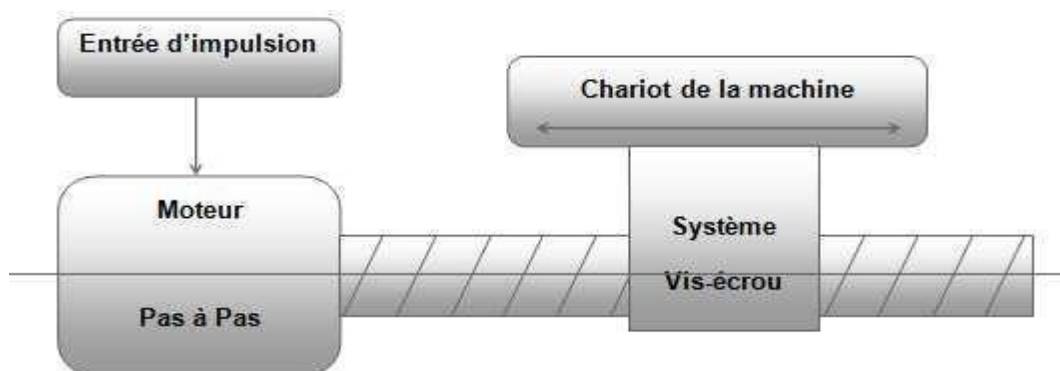 Entrée d'impulsion
Chariot de la machine
Moteur
Pas à Pas
Système
Vis-écrou